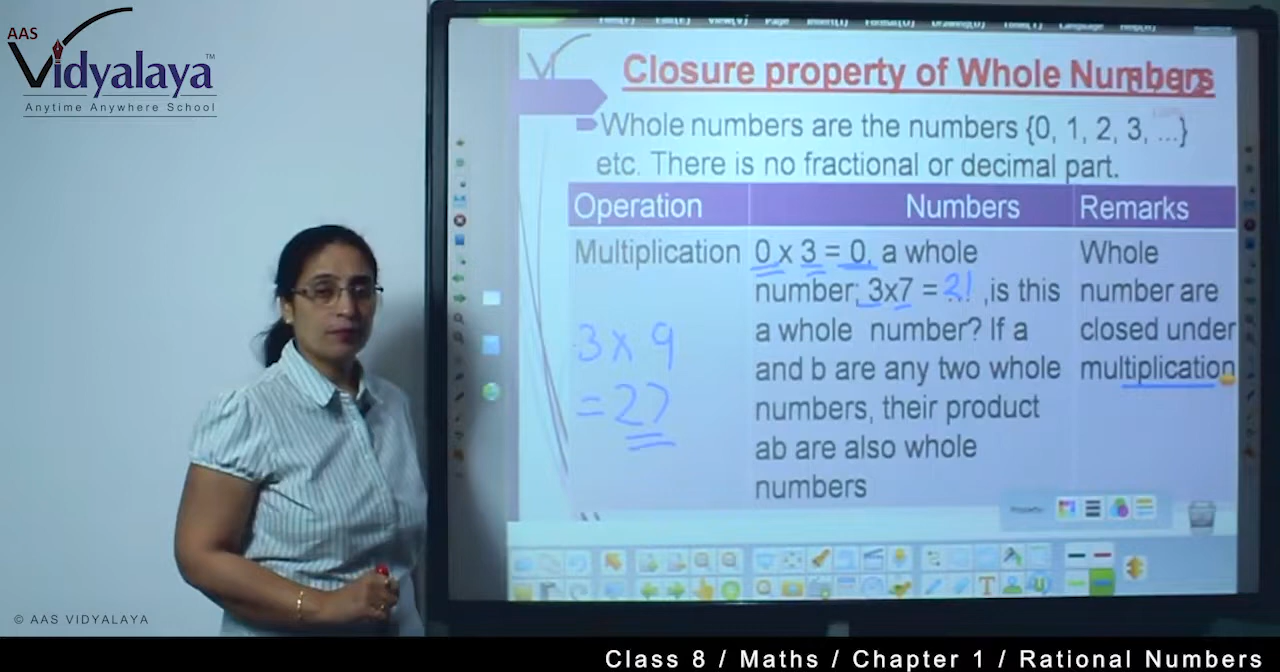 AAS
Vidyalaya™
Anytime Anywhere School
Closure property of Whole Numbers
Whole numbers are the numbers {0, 1, 2, 3, ...}
etc. There is no fractional or decimal part.
Operation Numbers Remarks
Multiplication 0 x 3 = 0, a whole Whole
number; 3x7 = 21 ,is this number are
a whole number? If a closed under
and b are any two whole multiplication
numbers, their product
ab are also whole
numbers
3 x 9
= 27
© AAS VIDYALAYA
Class 8 / Maths / Chapter 1 / Rational Numbers